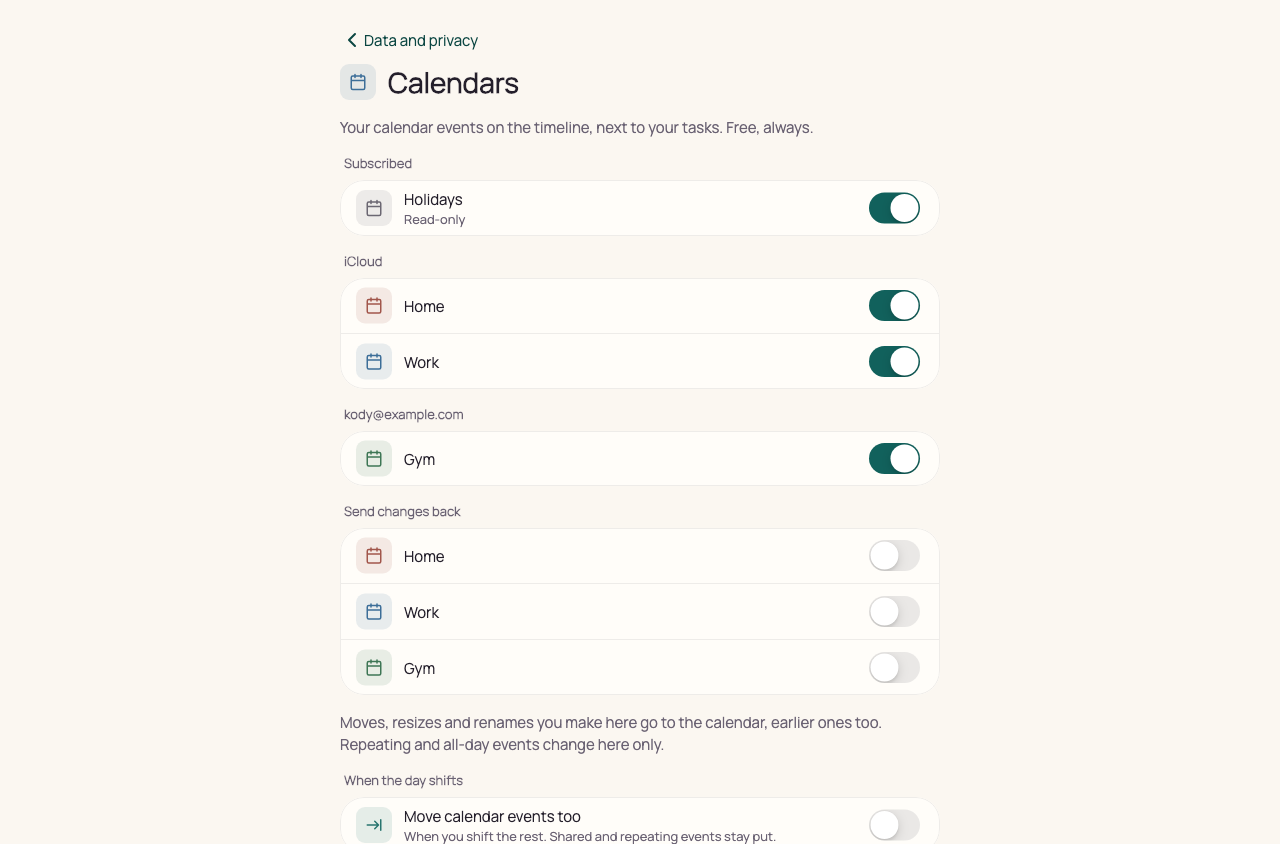 Data and privacy
Calendars
Your calendar events on the timeline, next to your tasks. Free, always.
Subscribed
Holidays
Read-only
iCloud
Home
Work
kody@example.com
Gym
Send changes back
Home
Work
Gym
Moves, resizes and renames you make here go to the calendar, earlier ones too.
Repeating and all-day events change here only.
When the day shifts
Move calendar events too
When you shift the rest. Shared and repeating events stay put.